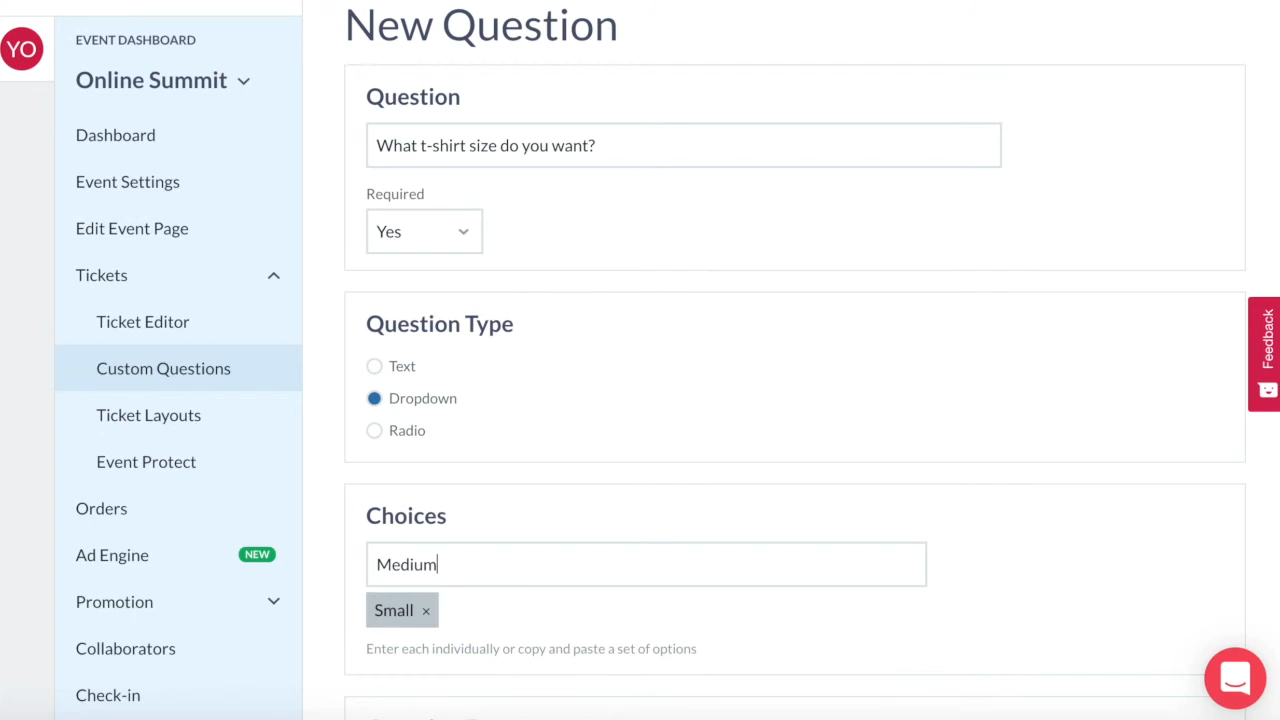 YO
EVENT DASHBOARD
Online Summit
Dashboard
Event Settings
Edit Event Page
Tickets
Ticket Editor
Custom Questions
Ticket Layouts
Event Protect
Orders
Ad Engine NEW
Promotion
Collaborators
Check-in
New Question
Question
What t-shirt size do you want?
Required
Yes
Question Type
Text
Dropdown
Radio
Choices
Medium
Small ×
Enter each individually or copy and paste a set of options
Feedback